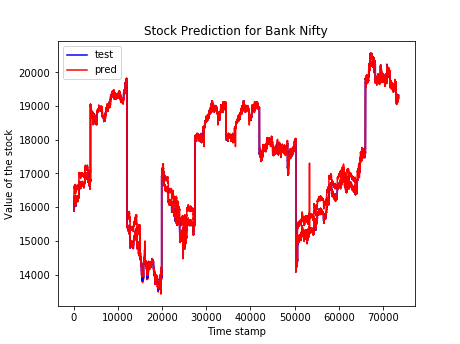 Stock Prediction for Bank Nifty
test
pred
20000
19000
18000
17000
16000
15000
14000
Value of the stock
0 10000 20000 30000 40000 50000 60000 70000
Time stamp